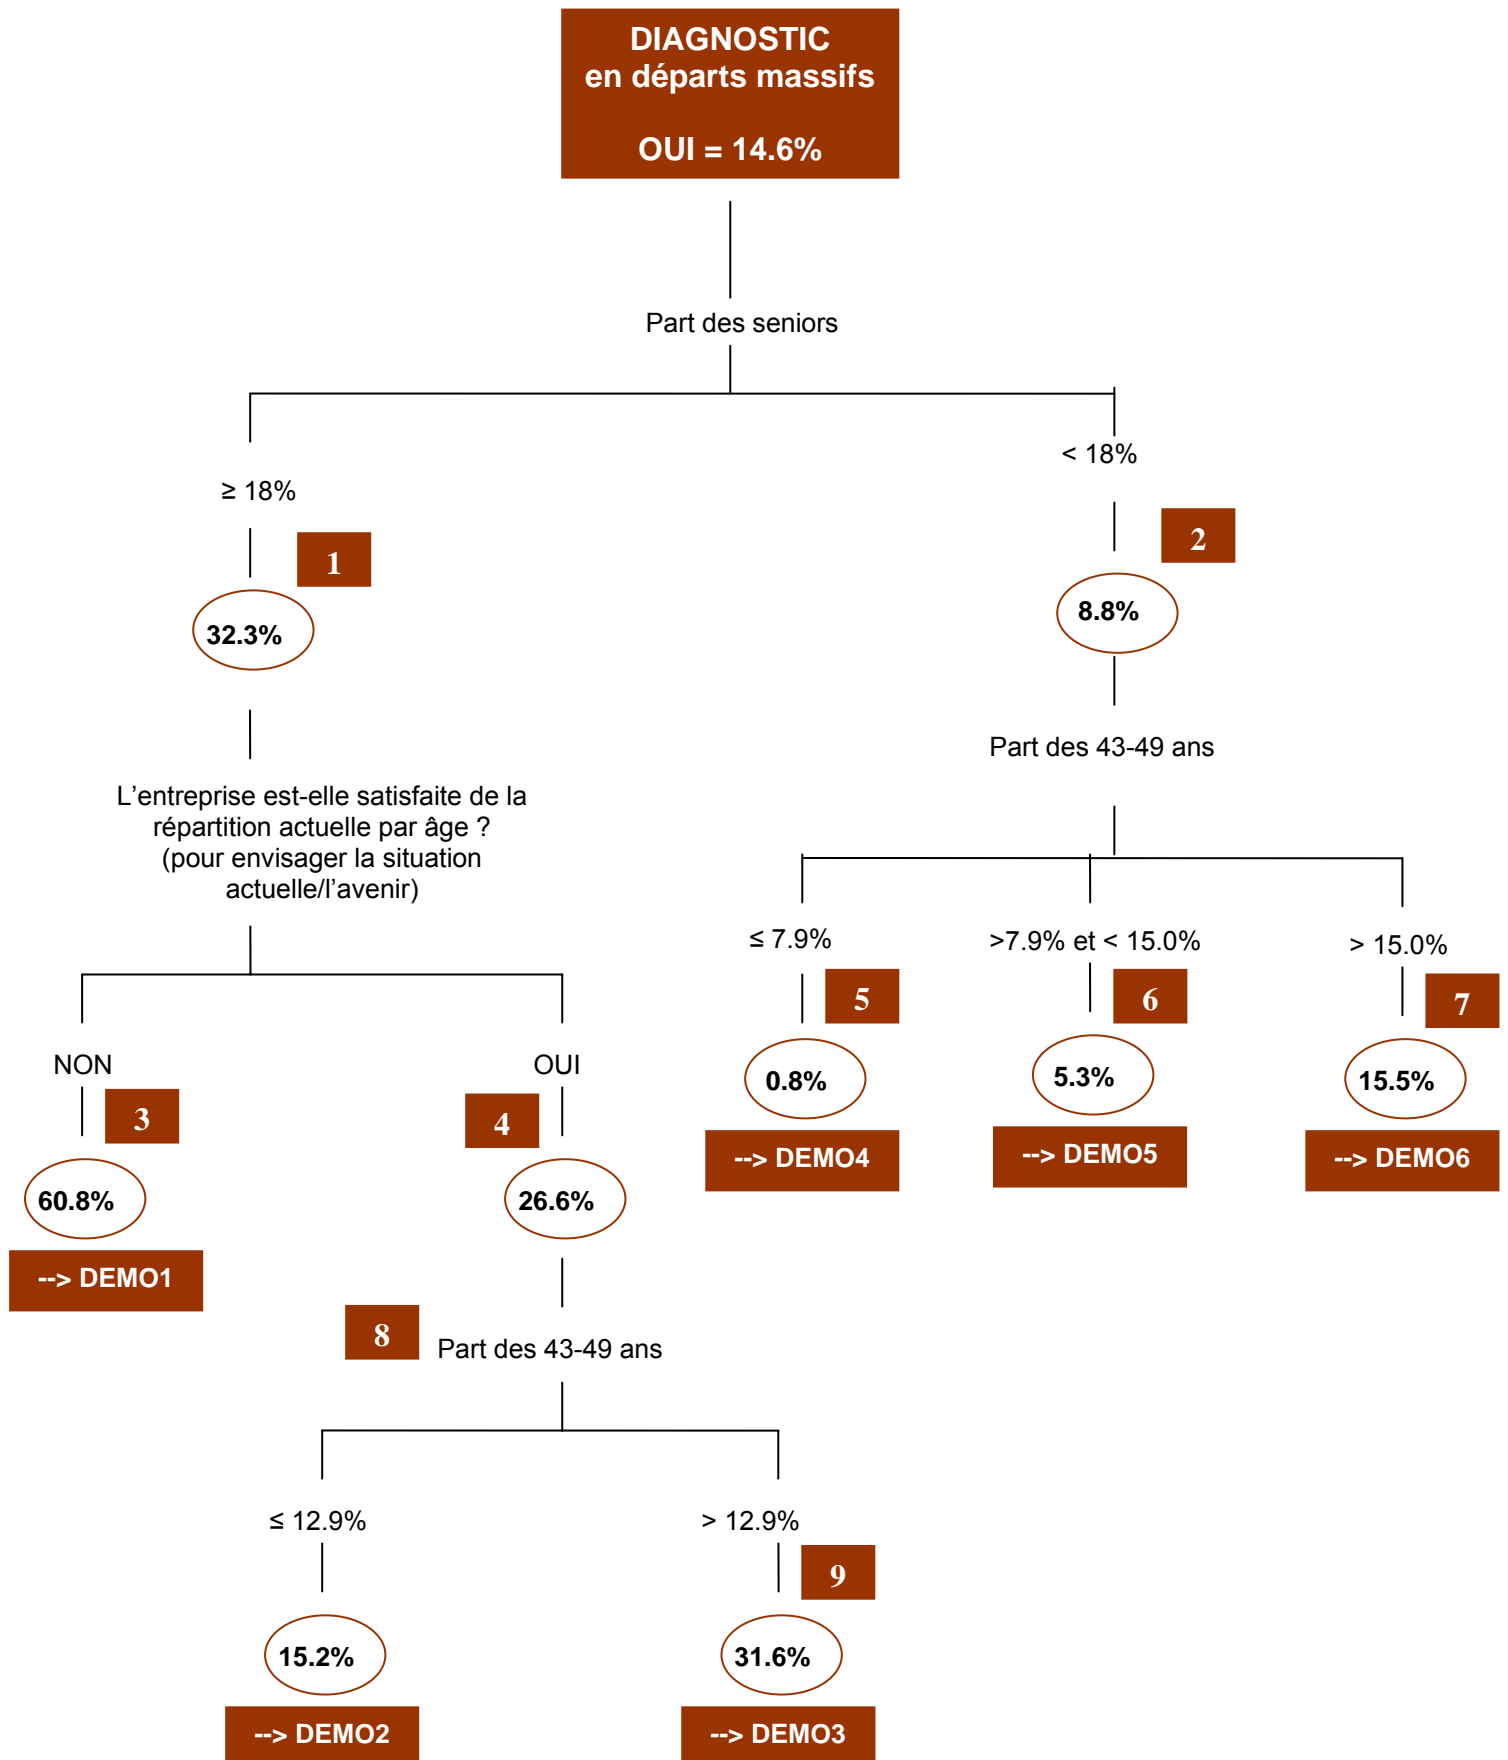 DIAGNOSTIC
en départs massifs
OUI = 14.6%
Part des seniors
≥ 18%
< 18%
1
2
32.3%
8.8%
L’entreprise est-elle satisfaite de la
répartition actuelle par âge ?
(pour envisager la situation
actuelle/l’avenir)
Part des 43-49 ans
≤ 7.9%
>7.9% et < 15.0%
> 15.0%
5
6
7
0.8%
5.3%
15.5%
--> DEMO4
--> DEMO5
--> DEMO6
NON
OUI
3
4
60.8%
26.6%
--> DEMO1
8
Part des 43-49 ans
≤ 12.9%
> 12.9%
9
15.2%
31.6%
--> DEMO2
--> DEMO3